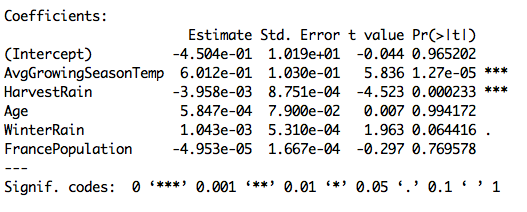 Coefficients:
                       Estimate Std. Error t value Pr(>|t|)
(Intercept)          -4.504e-01  1.019e+01  -0.044 0.965202
AvgGrowingSeasonTemp  6.012e-01  1.030e-01   5.836 1.27e-05 ***
HarvestRain          -3.958e-03  8.751e-04  -4.523 0.000233 ***
Age                   5.847e-04  7.900e-02   0.007 0.994172
WinterRain            1.043e-03  5.310e-04   1.963 0.064416 .
FrancePopulation     -4.953e-05  1.667e-04  -0.297 0.769578
---
Signif. codes:  0 ‘***’ 0.001 ‘**’ 0.01 ‘*’ 0.05 ‘.’ 0.1 ‘ ’ 1